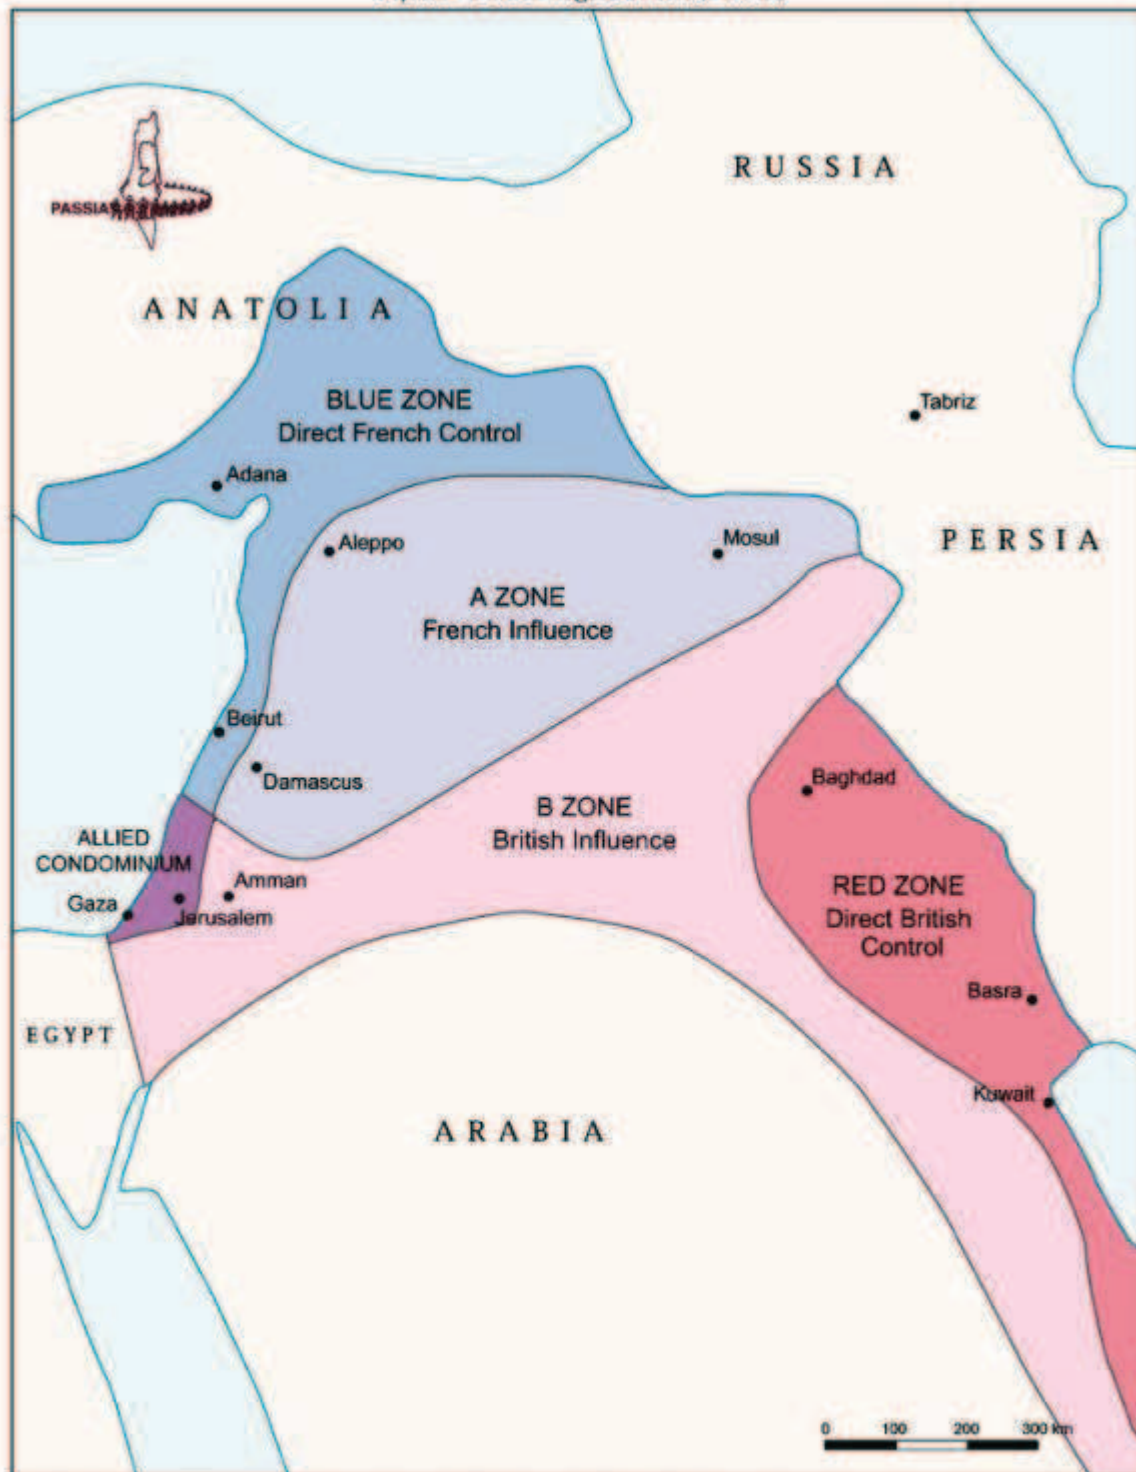 RUSSIA
PASSIA
ANATOLIA
BLUE ZONE
Direct French Control
Tabriz
Adana
Aleppo
Mosul
PERSIA
A ZONE
French Influence
Beirut
Damascus
Baghdad
B ZONE
British Influence
ALLIED
CONDOMINIUM
Amman
Gaza
Jerusalem
RED ZONE
Direct British
Control
Basra
EGYPT
Kuwait
ARABIA
0 100 200 300 km